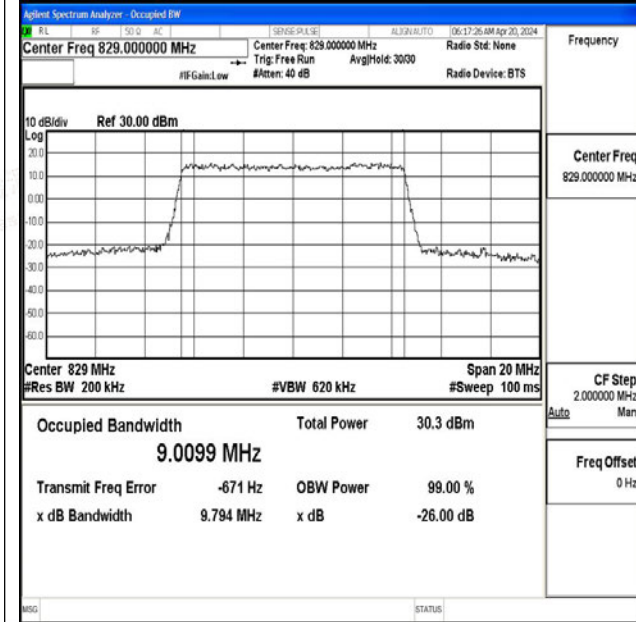 Agilent Spectrum Analyzer - Occupied BW
RL RF 50 Ω AC SENSE:PULSE ALIGNAUTO 06:17:26 AM Apr 20, 2024
Center Freq 829.000000 MHz
Center Freq: 829.000000 MHz
Radio Std: None
Trig: Free Run Avg|Hold: 30/30
#IFGain:Low
#Atten: 40 dB
Radio Device: BTS
Frequency
10 dB/div Ref 30.00 dBm
Log
20.0
10.0
0.00
-10.0
-20.0
-30.0
-40.0
-50.0
-60.0
Center 829 MHz
Span 20 MHz
#Res BW 200 kHz
#VBW 620 kHz
#Sweep 100 ms
Occupied Bandwidth
9.0099 MHz
Total Power 30.3 dBm
Transmit Freq Error -671 Hz
OBW Power 99.00 %
x dB Bandwidth 9.794 MHz
x dB -26.00 dB
Center Freq
829.000000 MHz
CF Step
2.000000 MHz
Auto Man
Freq Offset
0 Hz
MSG
STATUS